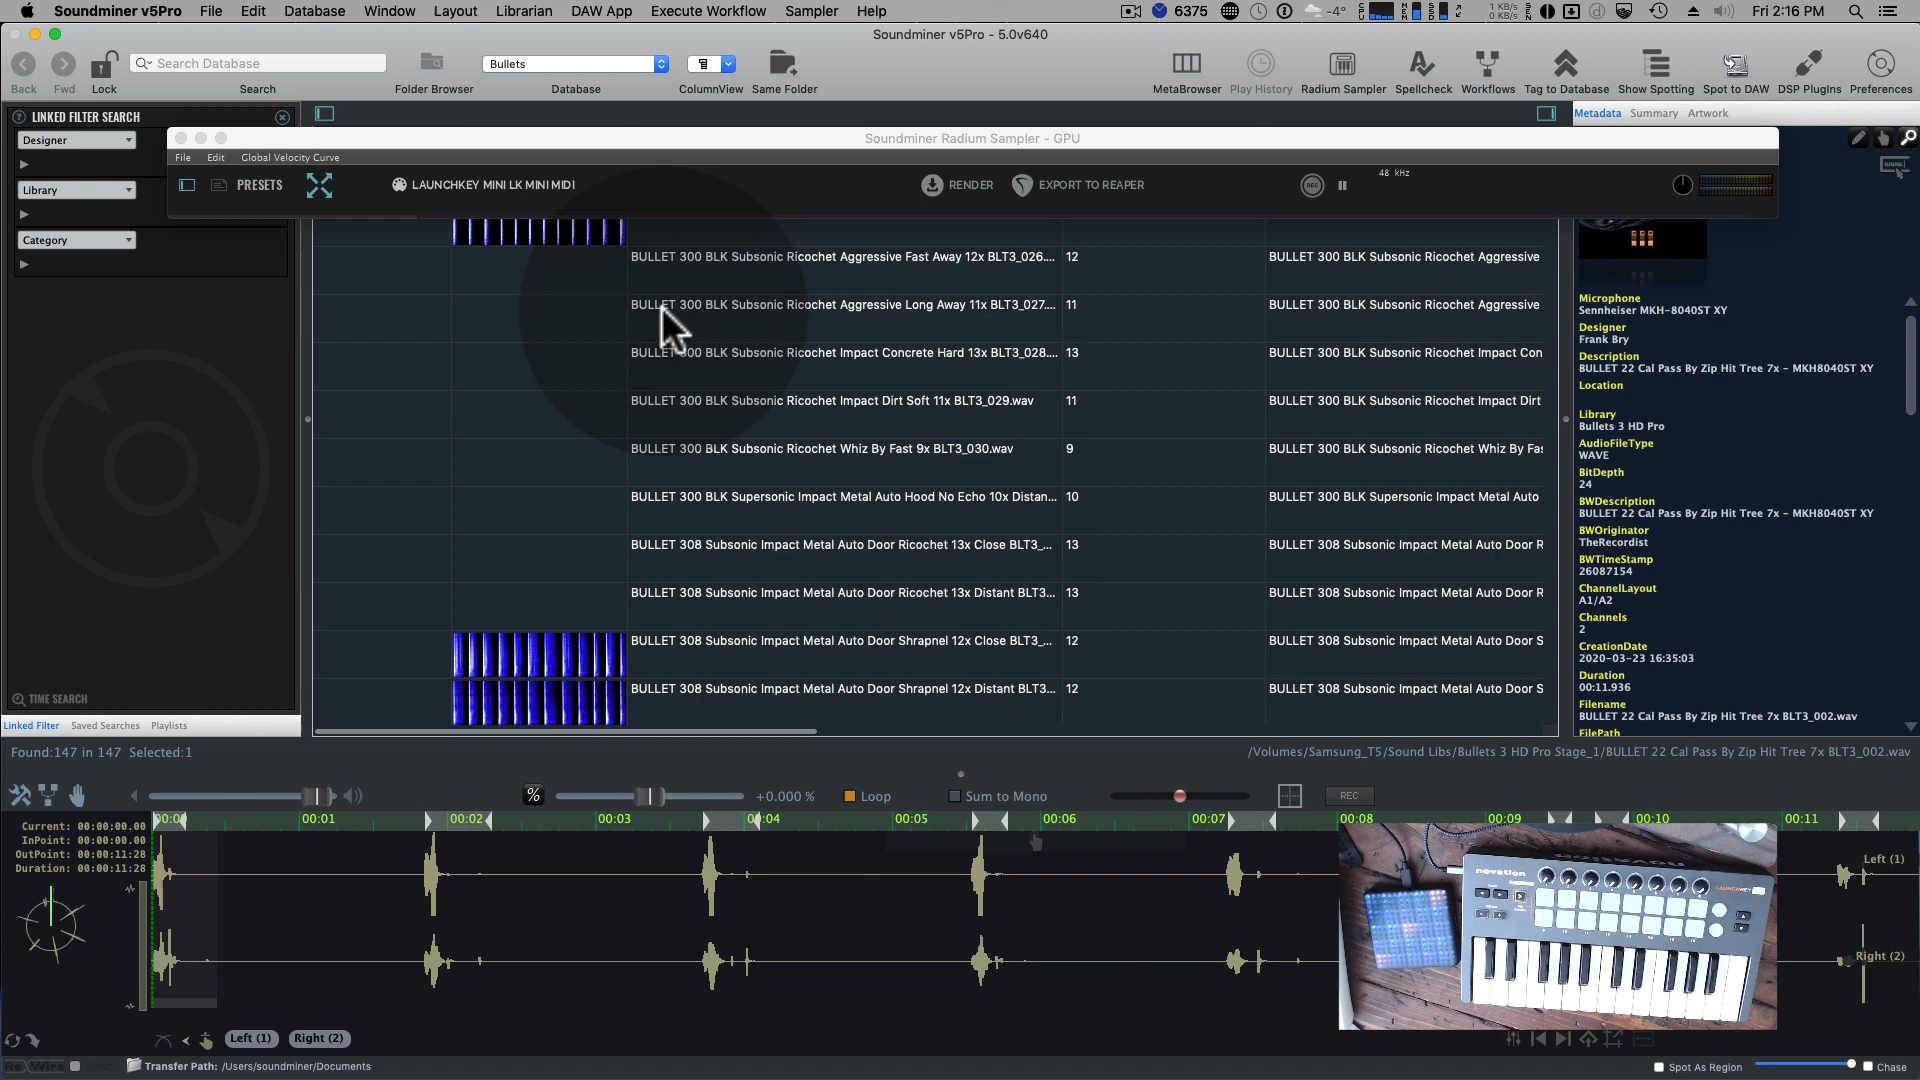 Soundminer v5Pro File Edit Database Window Layout Librarian DAW App Execute Workflow Sampler Help
6375 -4° 1 KB/s 0 KB/s Fri 2:16 PM
Soundminer v5Pro - 5.0v640
Search Database
Bullets
Back Fwd Lock Search Folder Browser Database ColumnView Same Folder MetaBrowser Play History Radium Sampler Spellcheck Workflows Tag to Database Show Spotting Spot to DAW DSP PlugIns Preferences
LINKED FILTER SEARCH
Metadata Summary Artwork
Designer
Library
Category
Soundminer Radium Sampler - GPU
File Edit Global Velocity Curve
PRESETS LAUNCHKEY MINI LK MINI MIDI RENDER EXPORT TO REAPER REC 48 kHz
BULLET 300 BLK Subsonic Ricochet Aggressive Fast Away 12x BLT3_026.... 12 BULLET 300 BLK Subsonic Ricochet Aggressive
BULLET 300 BLK Subsonic Ricochet Aggressive Long Away 11x BLT3_027.... 11 BULLET 300 BLK Subsonic Ricochet Aggressive
BULLET 300 BLK Subsonic Ricochet Impact Concrete Hard 13x BLT3_028.... 13 BULLET 300 BLK Subsonic Ricochet Impact Con
BULLET 300 BLK Subsonic Ricochet Impact Dirt Soft 11x BLT3_029.wav 11 BULLET 300 BLK Subsonic Ricochet Impact Dirt
BULLET 300 BLK Subsonic Ricochet Whiz By Fast 9x BLT3_030.wav 9 BULLET 300 BLK Subsonic Ricochet Whiz By Fas
BULLET 300 BLK Supersonic Impact Metal Auto Hood No Echo 10x Distan... 10 BULLET 300 BLK Supersonic Impact Metal Auto
BULLET 308 Subsonic Impact Metal Auto Door Ricochet 13x Close BLT3_... 13 BULLET 308 Subsonic Impact Metal Auto Door R
BULLET 308 Subsonic Impact Metal Auto Door Ricochet 13x Distant BLT3... 13 BULLET 308 Subsonic Impact Metal Auto Door R
BULLET 308 Subsonic Impact Metal Auto Door Shrapnel 12x Close BLT3_... 12 BULLET 308 Subsonic Impact Metal Auto Door S
BULLET 308 Subsonic Impact Metal Auto Door Shrapnel 12x Distant BLT3... 12 BULLET 308 Subsonic Impact Metal Auto Door S
Microphone
Sennheiser MKH-8040ST XY
Designer
Frank Bry
Description
BULLET 22 Cal Pass By Zip Hit Tree 7x - MKH8040ST XY
Location
Library
Bullets 3 HD Pro
AudioFileType
WAVE
BitDepth
24
BWDescription
BULLET 22 Cal Pass By Zip Hit Tree 7x - MKH8040ST XY
BWOriginator
TheRecordist
BWTimeStamp
26087154
ChannelLayout
A1/A2
Channels
2
CreationDate
2020-03-23 16:35:03
Duration
00:11.936
Filename
BULLET 22 Cal Pass By Zip Hit Tree 7x BLT3_002.wav
FilePath
TIME SEARCH
Linked Filter Saved Searches Playlists
Found:147 in 147 Selected:1 /Volumes/Samsung_T5/Sound Libs/Bullets 3 HD Pro Stage_1/BULLET 22 Cal Pass By Zip Hit Tree 7x BLT3_002.wav
% +0.000 % Loop Sum to Mono REC
00:01 00:02 00:03 00:04 00:05 00:06 00:07 00:08 00:09 00:10 00:11
Current: 00:00:00.00
InPoint: 00:00:00.00
OutPoint: 00:00:11:28
Duration: 00:00:11:28
Left (1)
novation LAUNCHKEY
Right (2)
Left (1) Right (2)
ReWire Sync Transfer Path: /Users/soundminer/Documents Spot As Region Chase